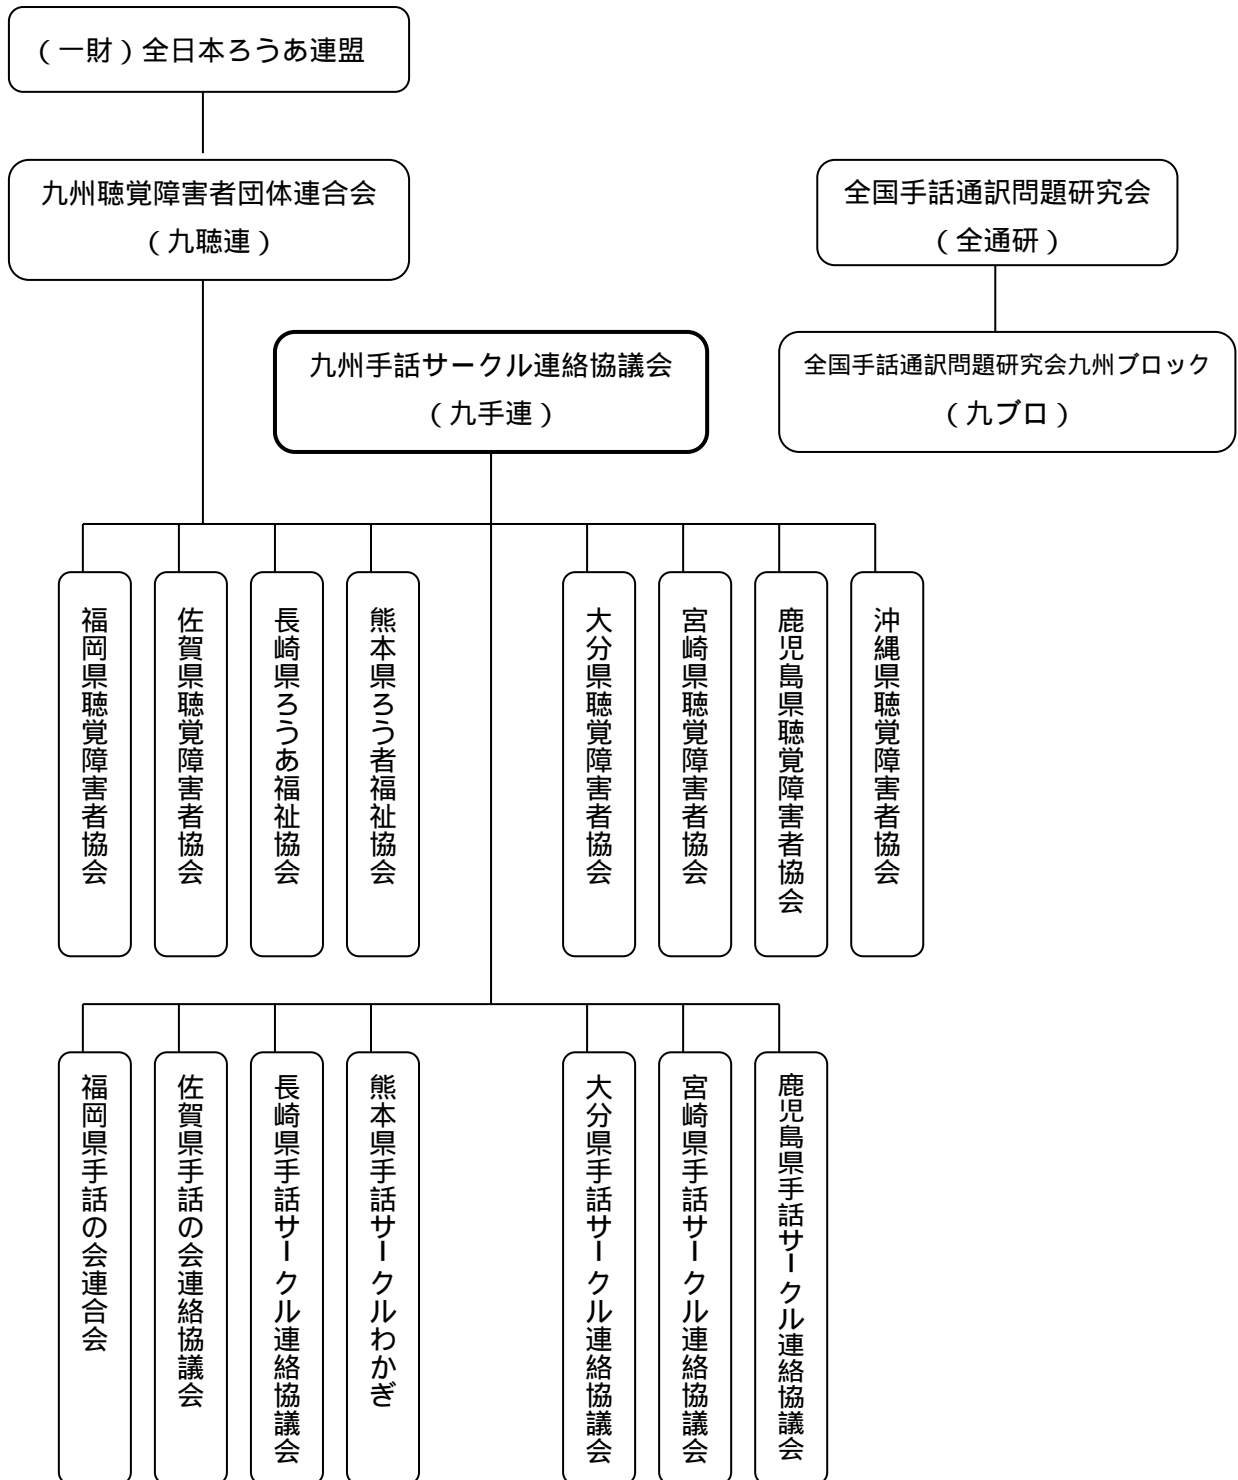 （一財）全日本ろうあ連盟
九州聴覚障害者団体連合会
（九聴連）
全国手話通訳問題研究会
（全通研）
九州手話サークル連絡協議会
（九手連）
全国手話通訳問題研究会九州ブロック
（九ブロ）
福岡県聴覚障害者協会
佐賀県聴覚障害者協会
長崎県ろうあ福祉協会
熊本県ろう者福祉協会
大分県聴覚障害者協会
宮崎県聴覚障害者協会
鹿児島県聴覚障害者協会
沖縄県聴覚障害者協会
福岡県手話の会連合会
佐賀県手話の会連絡協議会
長崎県手話サークル連絡協議会
熊本県手話サークルわかぎ
大分県手話サークル連絡協議会
宮崎県手話サークル連絡協議会
鹿児島県手話サークル連絡協議会